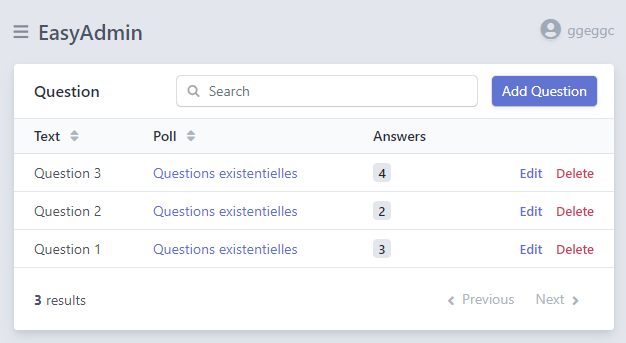 EasyAdmin
ggeggc
Question
Search
Add Question
Text Poll Answers
Question 3 Questions existentielles 4 Edit Delete
Question 2 Questions existentielles 2 Edit Delete
Question 1 Questions existentielles 3 Edit Delete
3 results
Previous Next